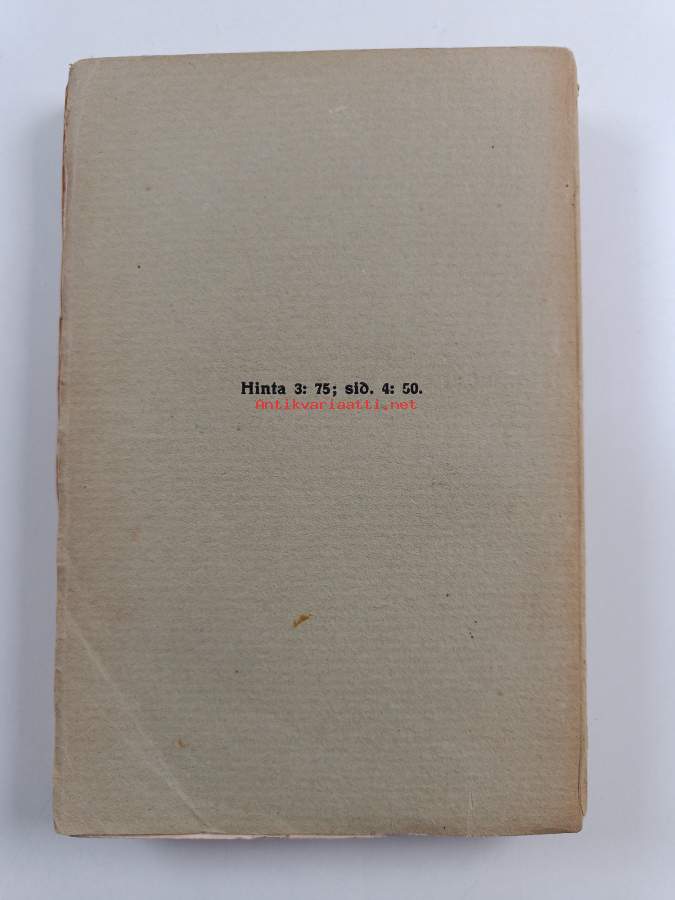 Hinta 3: 75; sid. 4: 50.
Antikvariaatti.net